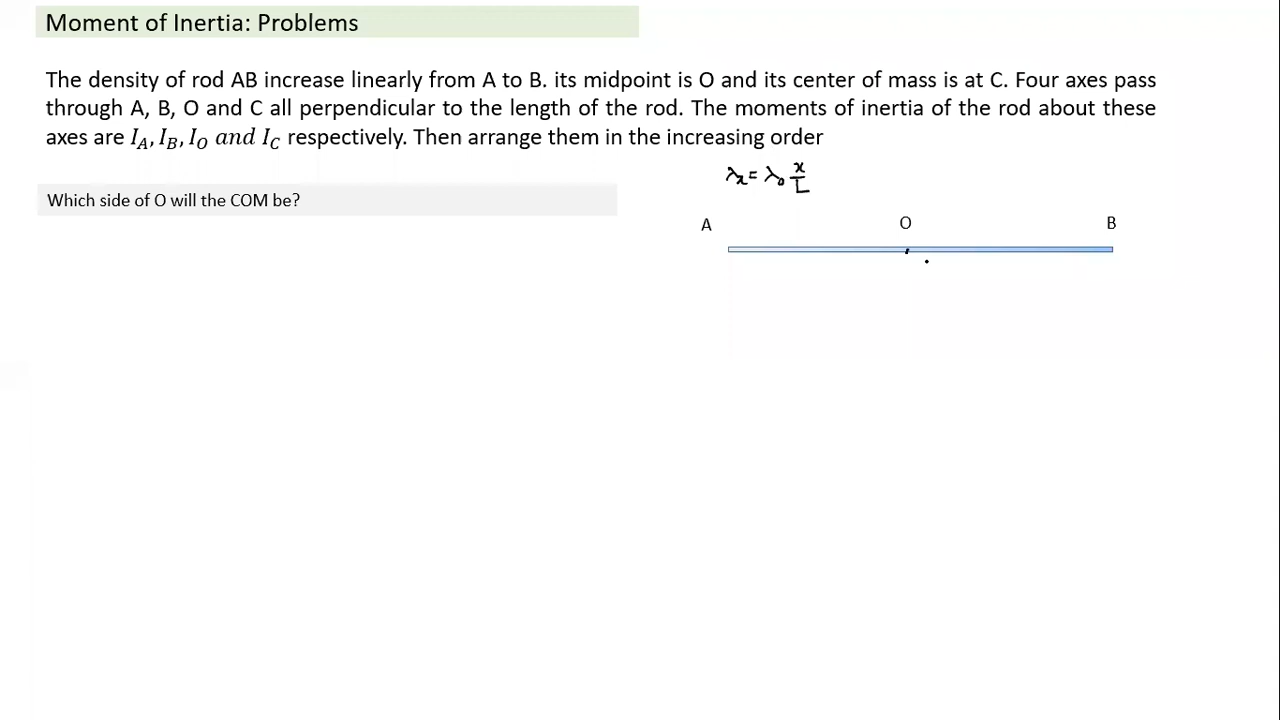 Moment of Inertia: Problems
The density of rod AB increase linearly from A to B. its midpoint is O and its center of mass is at C. Four axes pass
through A, B, O and C all perpendicular to the length of the rod. The moments of inertia of the rod about these
axes are I_A, I_B, I_O and I_C respectively. Then arrange them in the increasing order
λ_x = λ_0 x/L
Which side of O will the COM be?
A O B